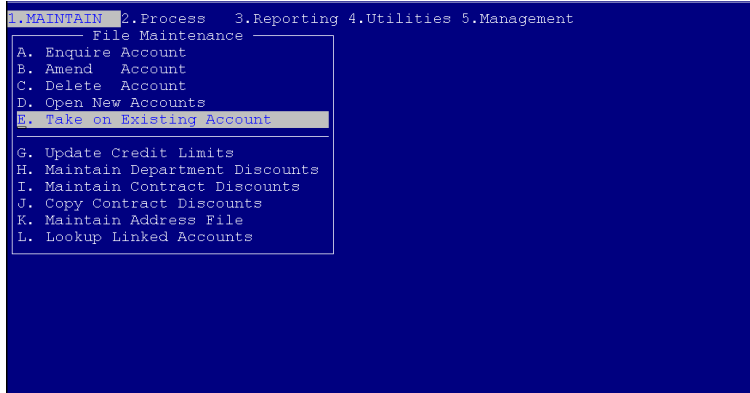 1.MAINTAIN 2.Process 3.Reporting 4.Utilities 5.Management
File Maintenance
A. Enquire Account
B. Amend Account
C. Delete Account
D. Open New Accounts
E. Take on Existing Account
G. Update Credit Limits
H. Maintain Department Discounts
I. Maintain Contract Discounts
J. Copy Contract Discounts
K. Maintain Address File
L. Lookup Linked Accounts